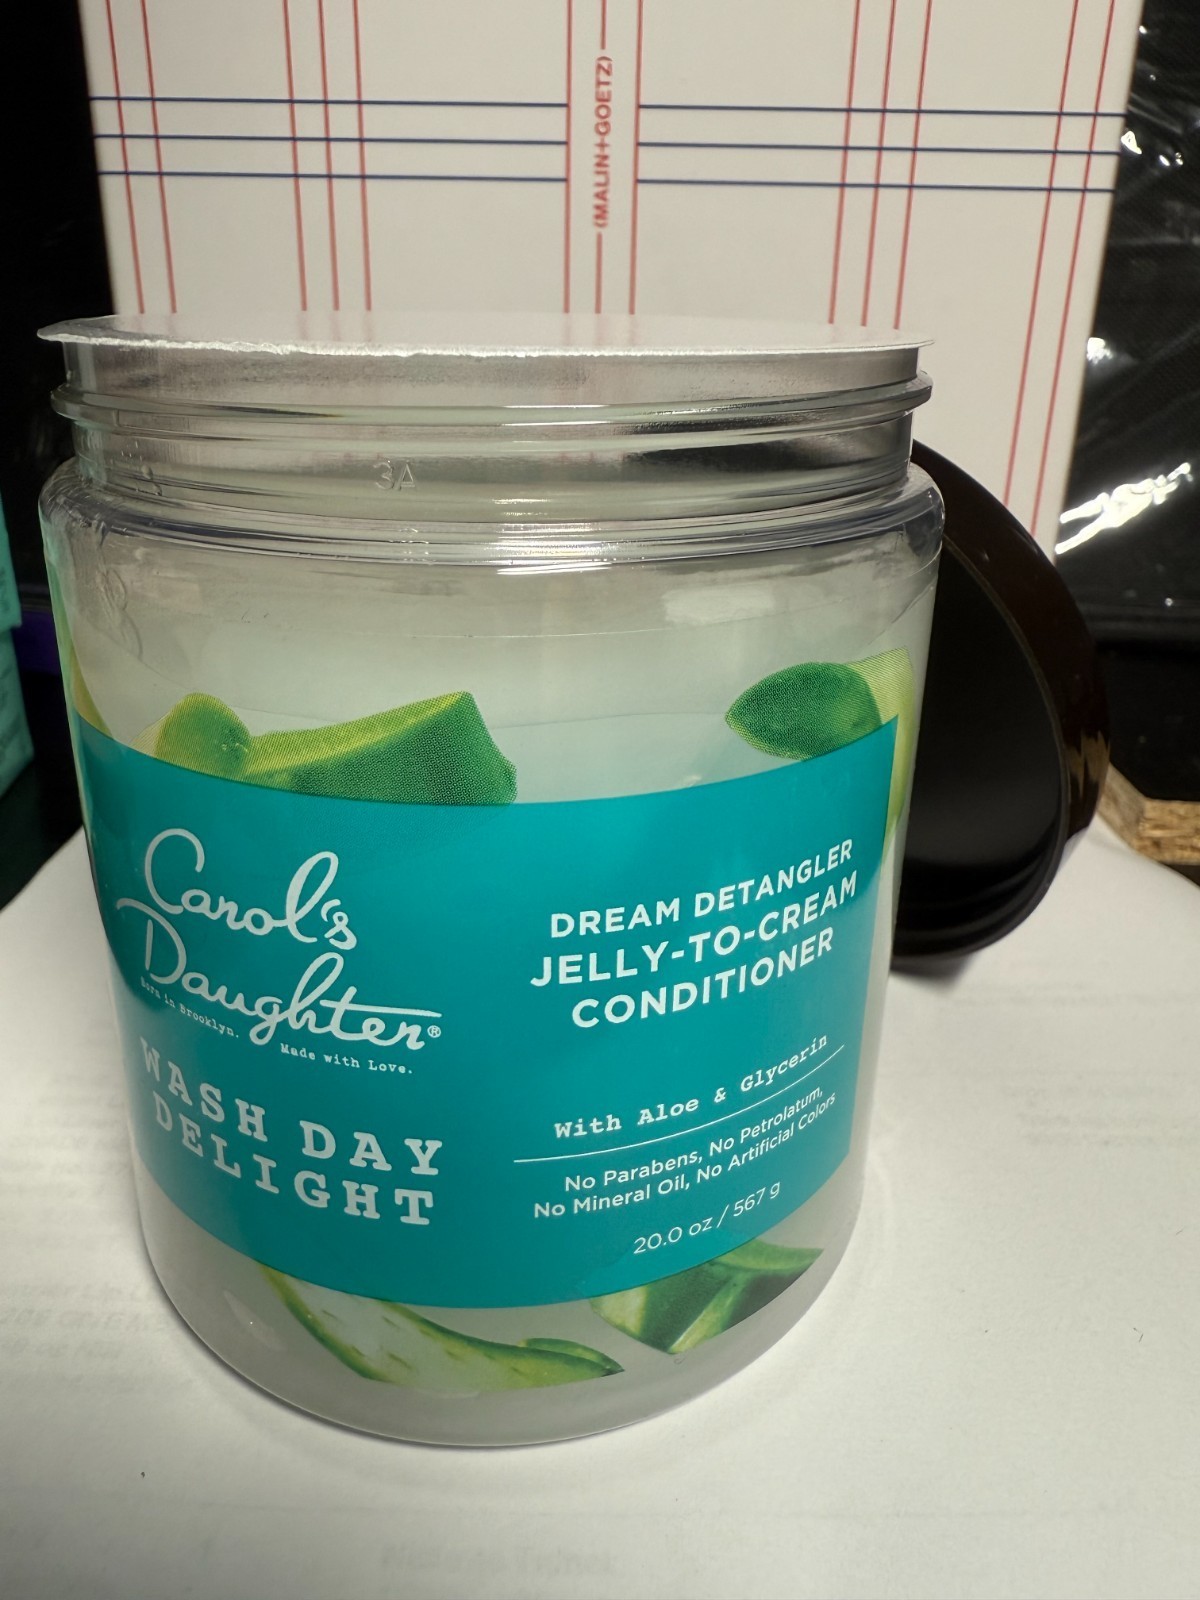 (MALIN+GOETZ)
3A
Carol's
Daughter®
Born in Brooklyn.
Made with Love.
WASH DAY
DELIGHT
DREAM DETANGLER
JELLY-TO-CREAM
CONDITIONER
With Aloe & Glycerin
No Parabens, No Petrolatum,
No Mineral Oil, No Artificial Colors
20.0 oz / 567 g